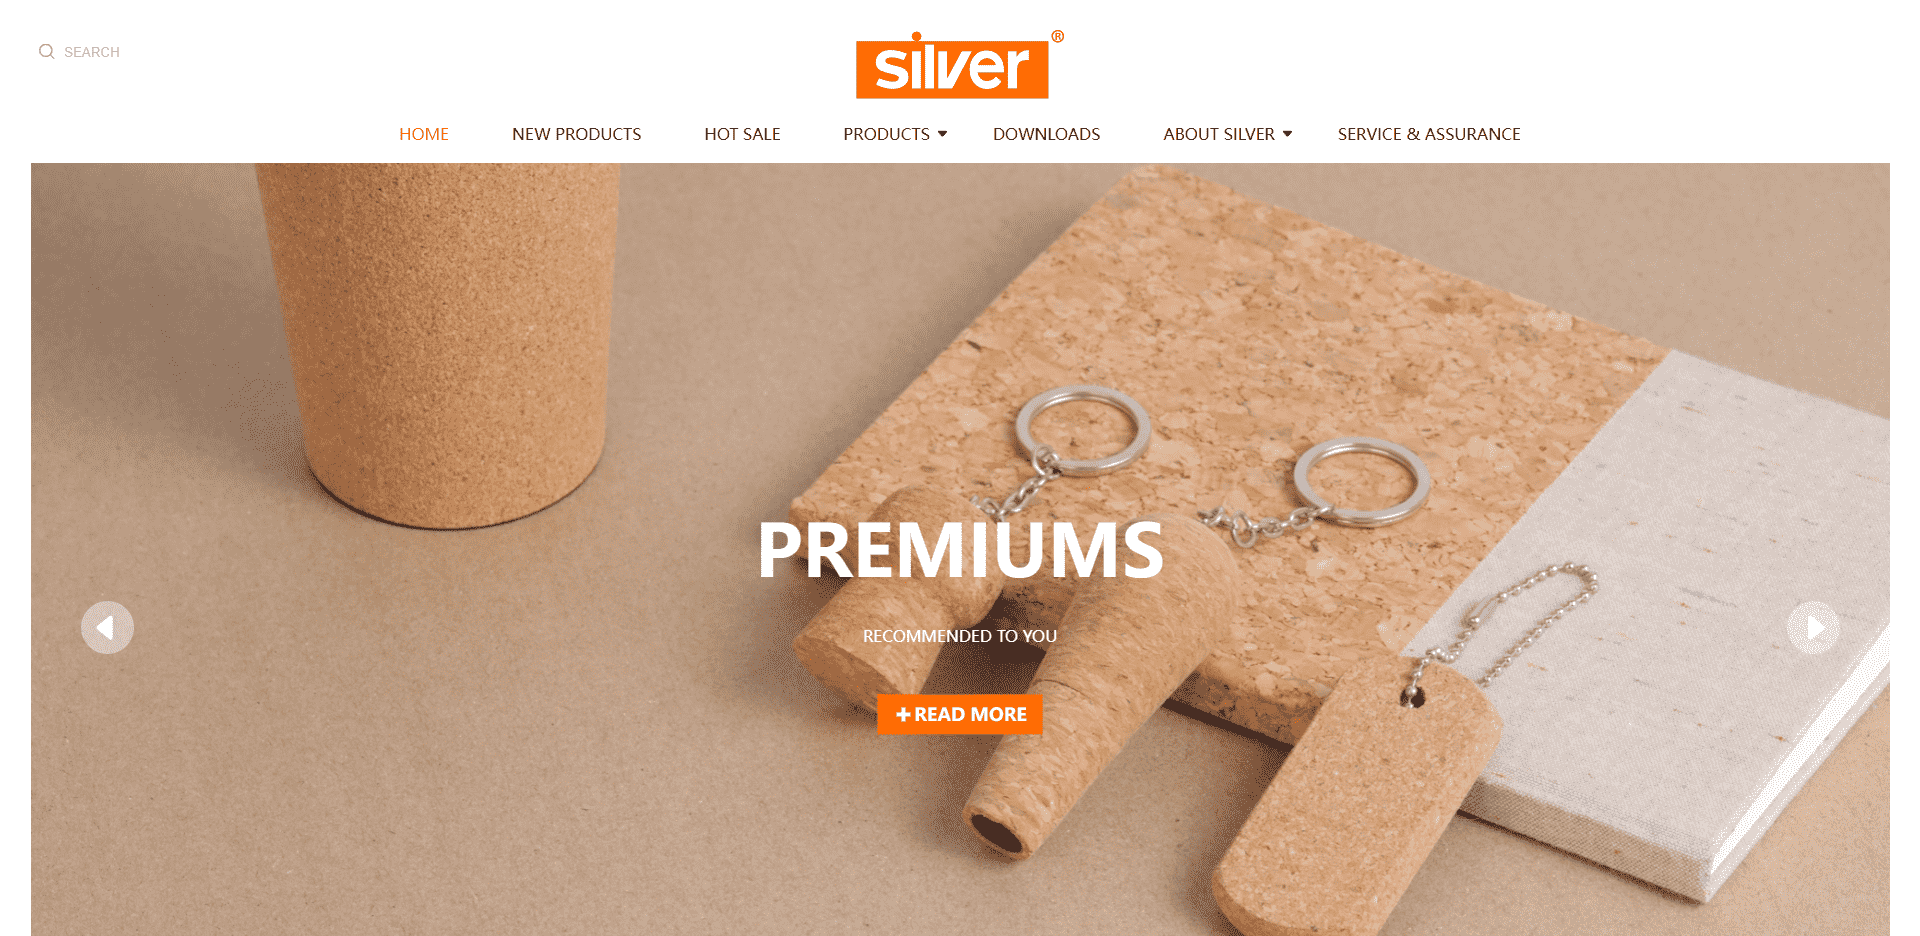 SEARCH
silver®
HOME NEW PRODUCTS HOT SALE PRODUCTS DOWNLOADS ABOUT SILVER SERVICE & ASSURANCE
PREMIUMS
RECOMMENDED TO YOU
+READ MORE